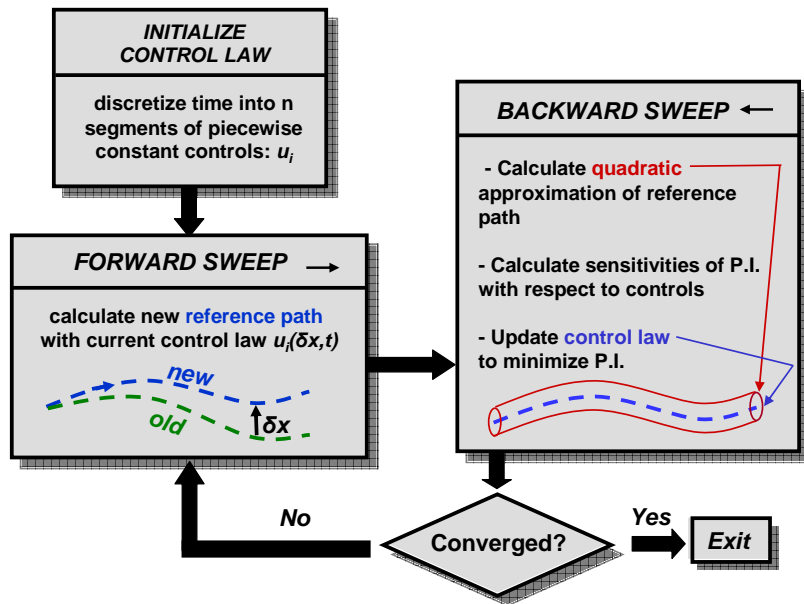 INITIALIZE
CONTROL LAW
discretize time into n
segments of piecewise
constant controls: uᵢ
FORWARD SWEEP
calculate new reference path
with current control law uᵢ(δx,t)
new
old
δx
BACKWARD SWEEP
- Calculate quadratic
approximation of reference
path
- Calculate sensitivities of P.I.
with respect to controls
- Update control law
to minimize P.I.
Converged?
No
Yes
Exit